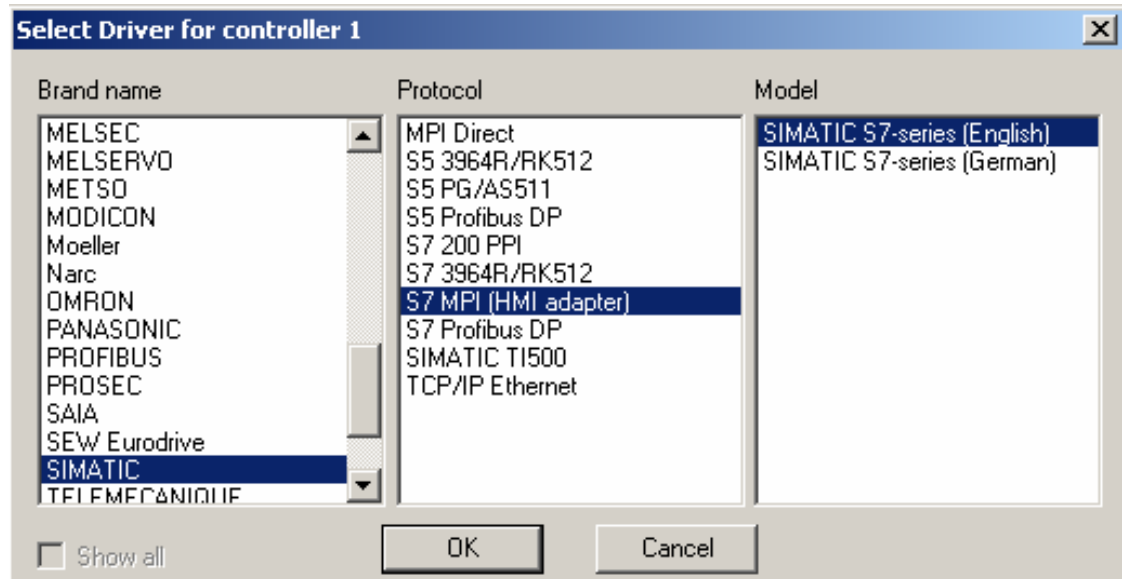 Select Driver for controller 1
Brand name
MELSEC
MELSERVO
METSO
MODICON
Moeller
Narc
OMRON
PANASONIC
PROFIBUS
PROSEC
SAIA
SEW Eurodrive
SIMATIC
TELEMECANIQUE
Protocol
MPI Direct
S5 3964R/RK512
S5 PG/AS511
S5 Profibus DP
S7 200 PPI
S7 3964R/RK512
S7 MPI (HMI adapter)
S7 Profibus DP
SIMATIC TI500
TCP/IP Ethernet
Model
SIMATIC S7-series (English)
SIMATIC S7-series (German)
Show all
OK
Cancel